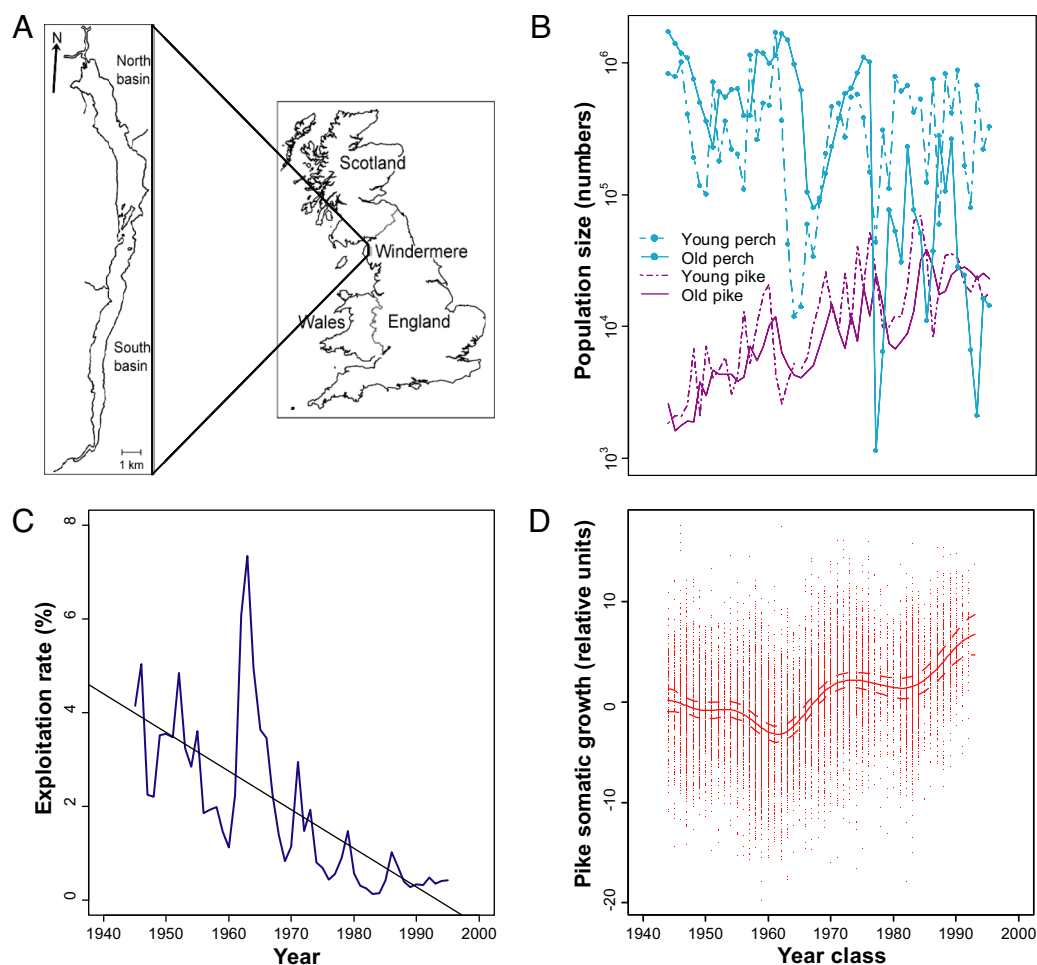 A
N
North
basin
South
basin
1 km
Scotland
Windermere
Wales
England
B
Population size (numbers)
10^6
10^5
10^4
10^3
Young perch
Old perch
Young pike
Old pike
C
Exploitation rate (%)
8
6
4
2
0
1940 1950 1960 1970 1980 1990 2000
Year
D
Pike somatic growth (relative units)
10
0
-10
-20
1940 1950 1960 1970 1980 1990 2000
Year class